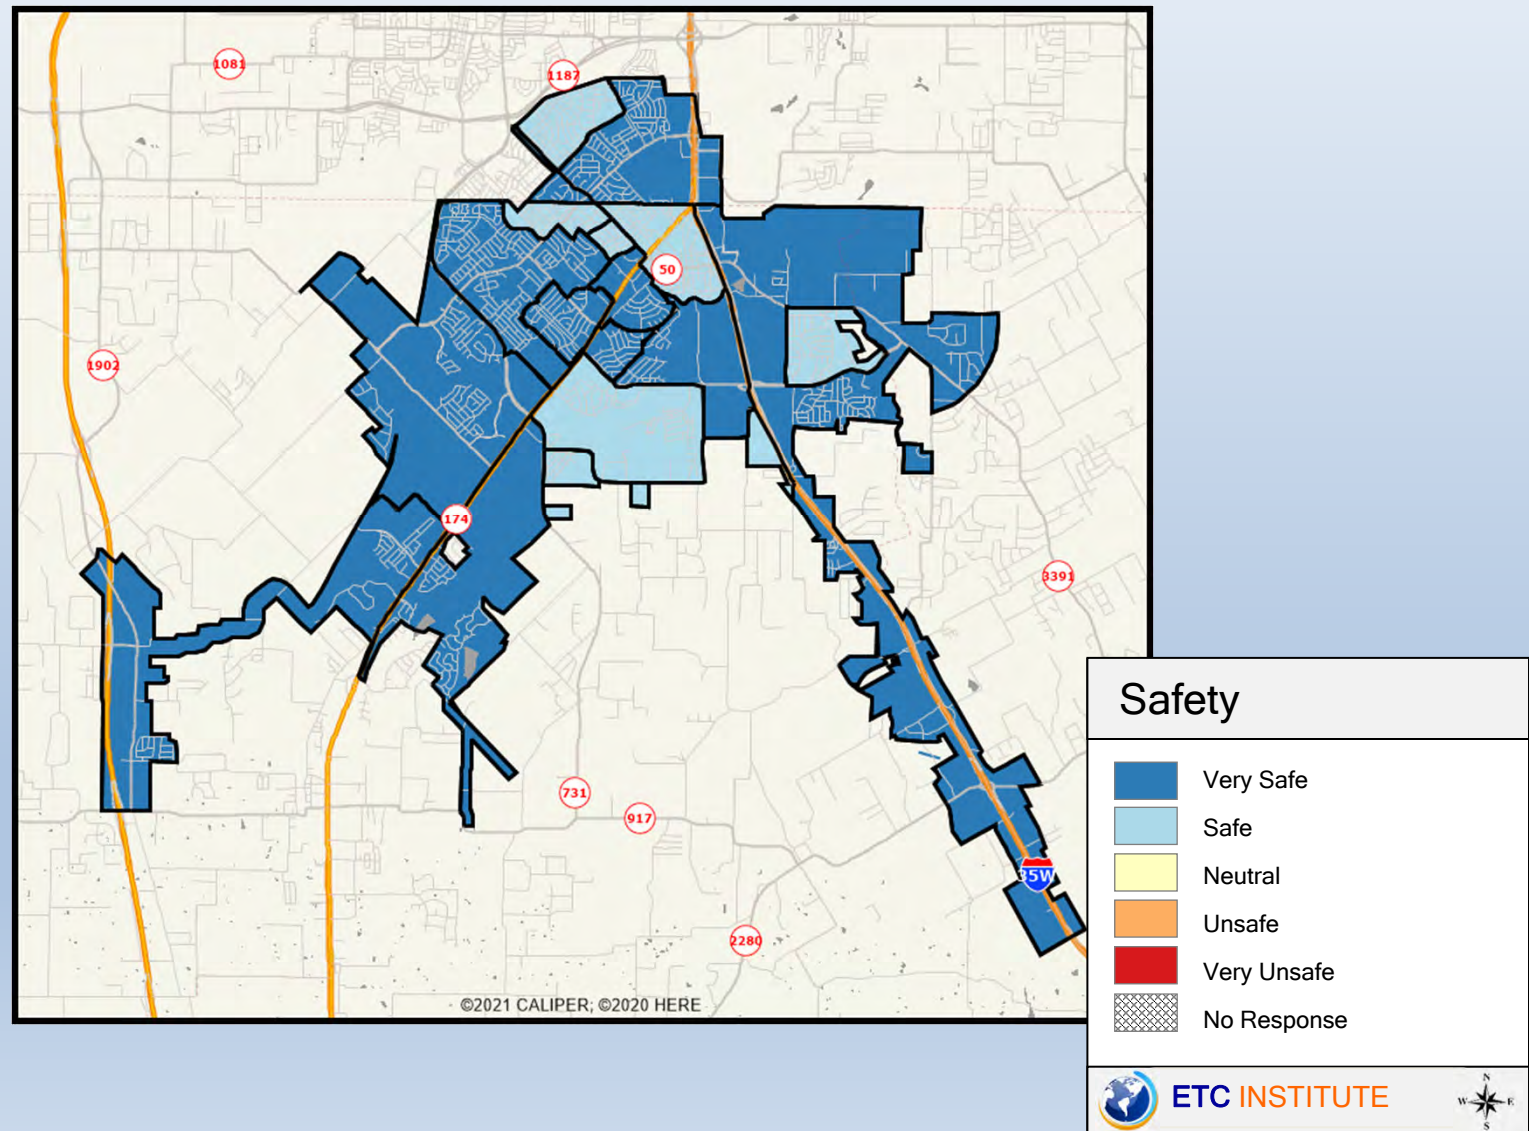 1081
1187
50
1902
174
3391
731
917
35W
2280
©2021 CALIPER; ©2020 HERE
Safety
Very Safe
Safe
Neutral
Unsafe
Very Unsafe
No Response
ETC INSTITUTE
N
W E
S